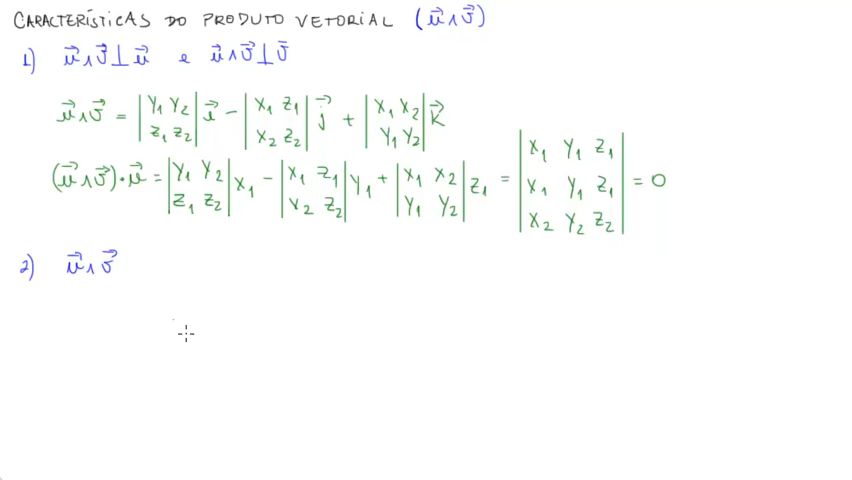 CARACTERÍSTICAS DO PRODUTO VETORIAL (u⃗∧v⃗)
1) u⃗∧v⃗⊥u⃗ e u⃗∧v⃗⊥v⃗
u⃗∧v⃗ = |Y₁ Y₂; Z₁ Z₂| i⃗ − |X₁ Z₁; X₂ Z₂| j⃗ + |X₁ X₂; Y₁ Y₂| k⃗
(u⃗∧v⃗)·u⃗ = |Y₁ Y₂; Z₁ Z₂| X₁ − |X₁ Z₁; X₂ Z₂| Y₁ + |X₁ X₂; Y₁ Y₂| Z₁ = |X₁ Y₁ Z₁; X₁ Y₁ Z₁; X₂ Y₂ Z₂| = 0
2) u⃗∧v⃗